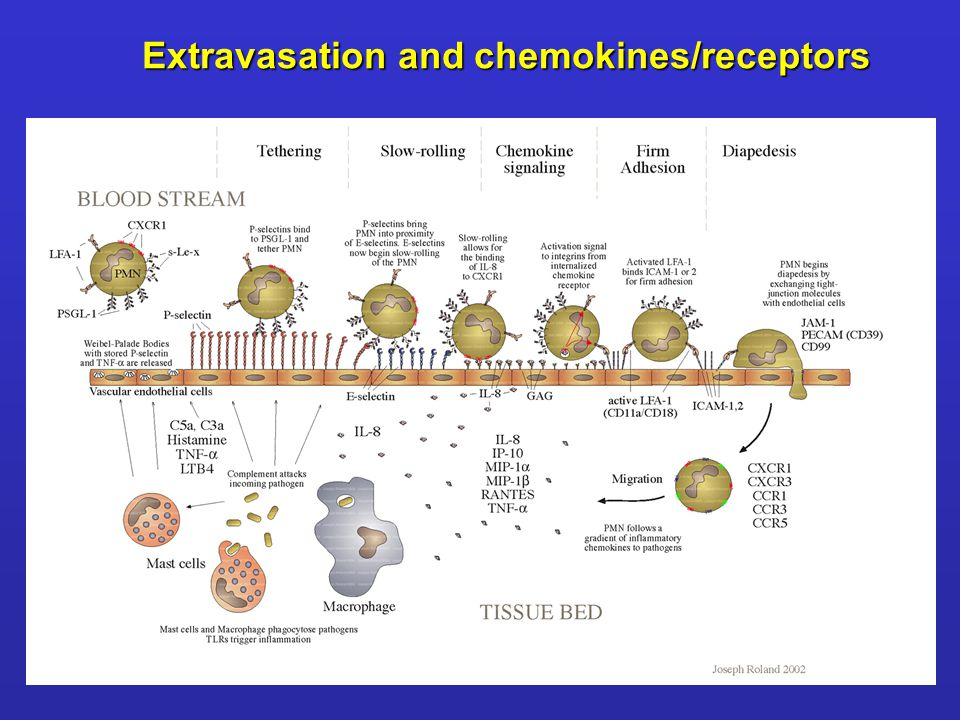 Extravasation and chemokines/receptors
Tethering
Slow-rolling
Chemokine
signaling
Firm
Adhesion
Diapedesis
BLOOD STREAM
CXCR1
LFA-1
s-Le-x
PMN
PSGL-1
P-selectins bind
to PSGL-1 and
tether PMN
P-selectins bring
PMN into proximity
of E-selectins. E-selectins
now begin slow-rolling
of the PMN
Slow-rolling
allows for
the binding
of IL-8
to CXCR1
Activation signal
to integrins from
internalized
chemokine
receptor
Activated LFA-1
binds ICAM-1 or 2
for firm adhesion
PMN begins
diapedesis by
exchanging tight-
junction molecules
with endothelial cells
JAM-1
PECAM (CD39)
CD99
P-selectin
Weibel-Palade Bodies
with stored P-selectin
and TNF-α are released
Vascular endothelial cells
E-selectin
IL-8
GAG
active LFA-1
(CD11a/CD18)
ICAM-1,2
C5a, C3a
Histamine
TNF-α
LTB4
IL-8
Complement attacks
incoming pathogen
IL-8
IP-10
MIP-1α
MIP-1β
RANTES
TNF-α
Migration
CXCR1
CXCR3
CCR1
CCR3
CCR5
PMN follows a
gradient of inflammatory
chemokines to pathogens
Mast cells
Macrophage
Mast cells and Macrophage phagocytose pathogens
TLRs trigger inflammation
TISSUE BED
Joseph Roland 2002